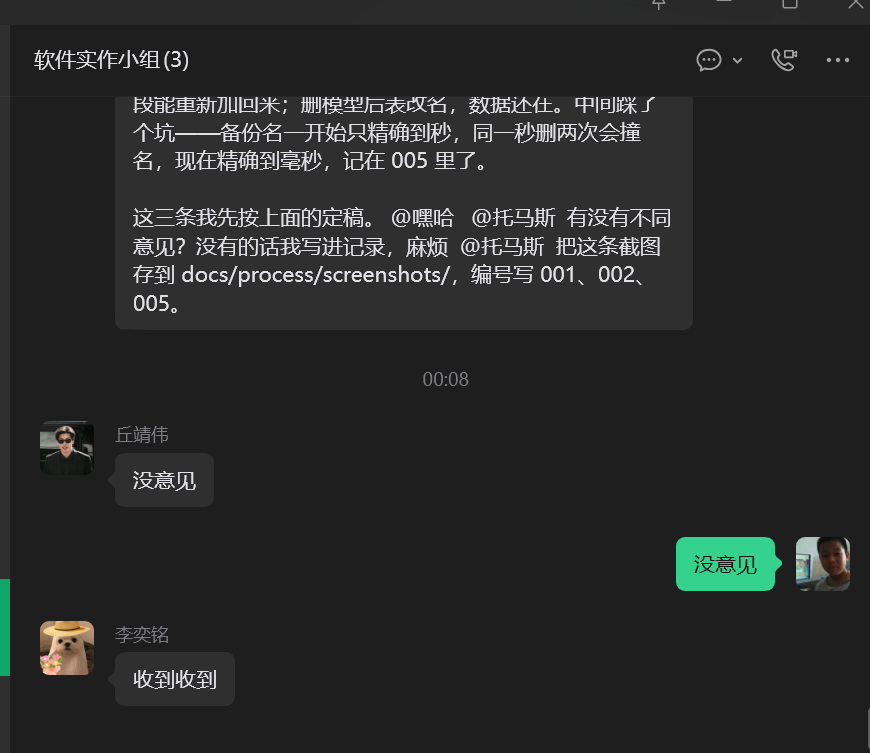 软件实作小组(3)
段能重新加回来；删模型后表改名，数据还在。中间踩了
个坑——备份名一开始只精确到秒，同一秒删两次会撞
名，现在精确到毫秒，记在 005 里了。
这三条我先按上面的定稿。 @嘿哈 @托马斯 有没有不同
意见？没有的话我写进记录，麻烦 @托马斯 把这条截图
存到 docs/process/screenshots/，编号写 001、002、
005。
00:08
丘靖伟
没意见
没意见
李奕铭
收到收到